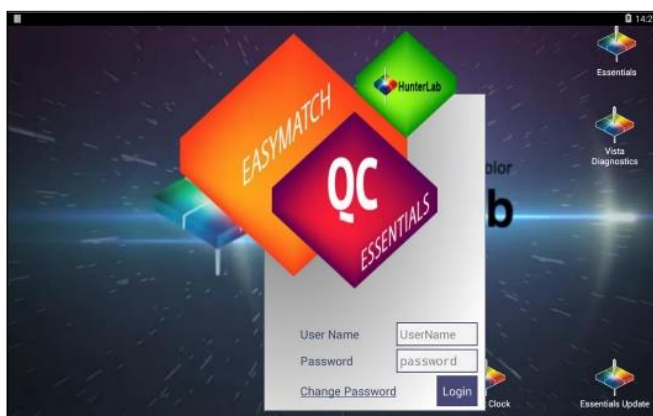 14:2
Essentials
HunterLab
EASYMATCH
Vista
Diagnostics
QC
olor
b
ESSENTIALS
User Name
UserName
Password
password
Change Password
Login
Clock
Essentials Update